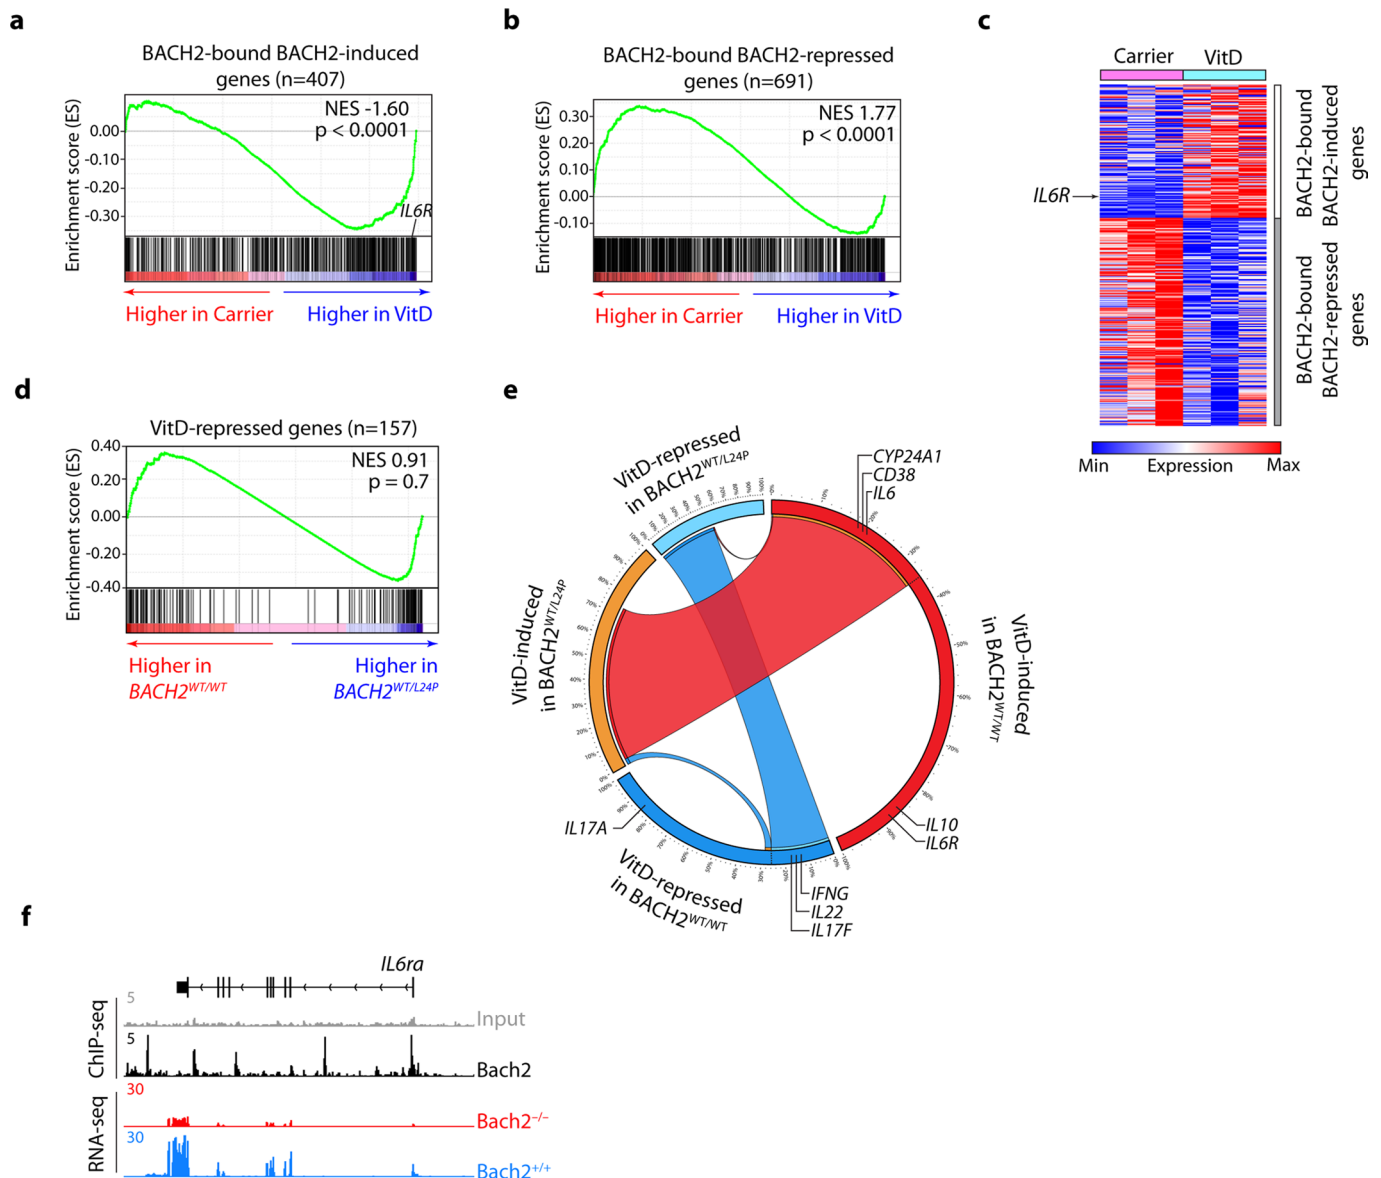 a
BACH2-bound BACH2-induced
genes (n=407)
Enrichment score (ES)
0.00
-0.10
-0.20
-0.30
NES -1.60
p < 0.0001
IL6R
Higher in Carrier
Higher in VitD
b
BACH2-bound BACH2-repressed
genes (n=691)
Enrichment score (ES)
0.30
0.20
0.10
0.00
-0.10
NES 1.77
p < 0.0001
Higher in Carrier
Higher in VitD
c
Carrier
VitD
IL6R
BACH2-bound
BACH2-induced
genes
BACH2-bound
BACH2-repressed
genes
Min
Expression
Max
d
VitD-repressed genes (n=157)
Enrichment score (ES)
0.40
0.20
0.00
-0.20
-0.40
NES 0.91
p = 0.7
Higher in
BACH2WT/WT
Higher in
BACH2WT/L24P
e
VitD-repressed
in BACH2WT/L24P
CYP24A1
CD38
IL6
VitD-induced
in BACH2WT/WT
IL10
IL6R
IFNG
IL22
IL17F
VitD-repressed
in BACH2WT/WT
IL17A
VitD-induced
in BACH2WT/L24P
f
IL6ra
ChIP-seq
5
Input
5
Bach2
RNA-seq
30
Bach2–/–
30
Bach2+/+